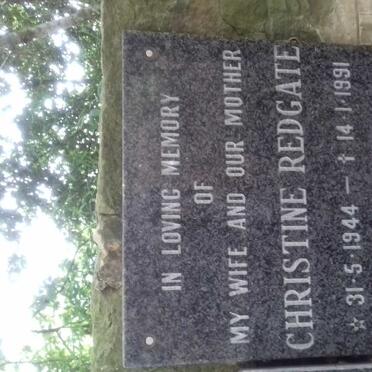 IN LOVING MEMORY
OF
MY WIFE AND OUR MOTHER
CHRISTINE REDGATE
☆ 31·5·1944 — † 14·1·1991